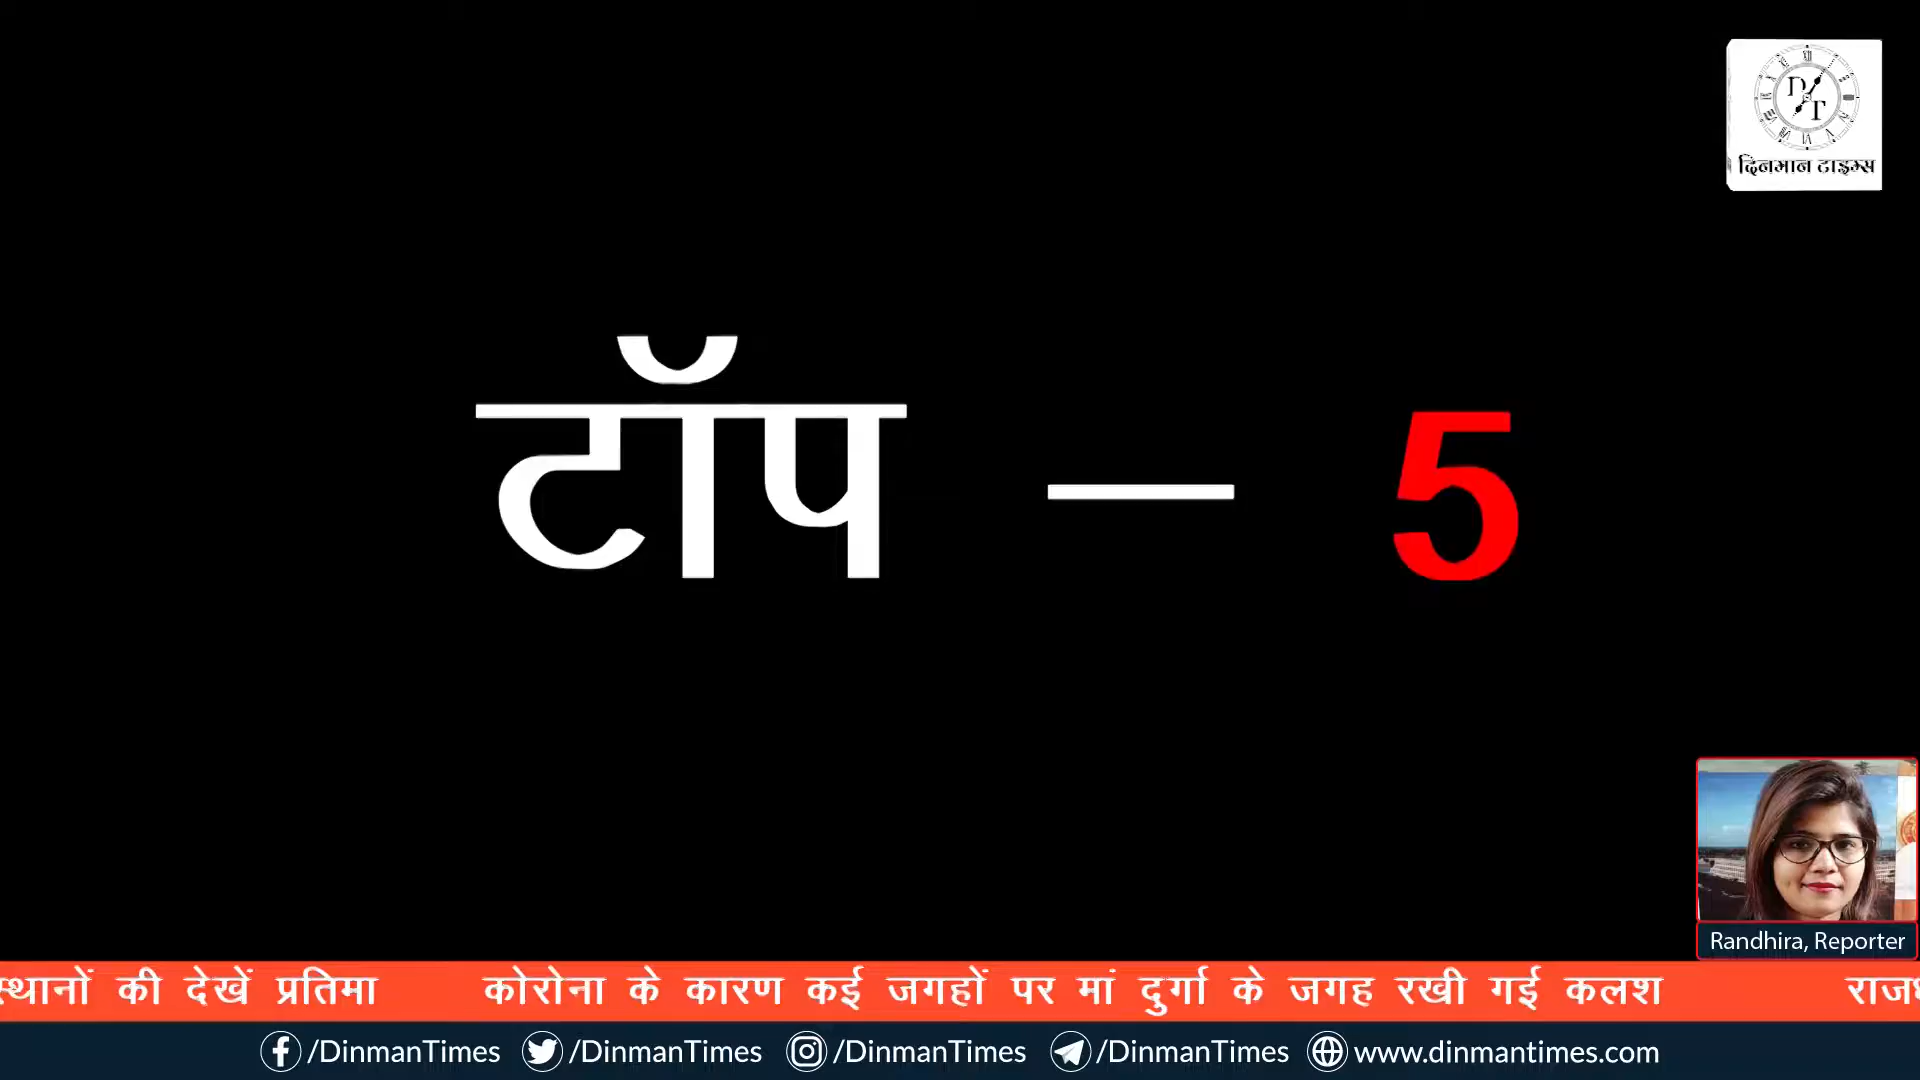 D T
दिनमान टाइम्स
टॉप – 5
Randhira, Reporter
स्थानों की देखें प्रतिमा कोरोना के कारण कई जगहों पर मां दुर्गा के जगह रखी गई कलश
/DinmanTimes /DinmanTimes /DinmanTimes /DinmanTimes www.dinmantimes.com